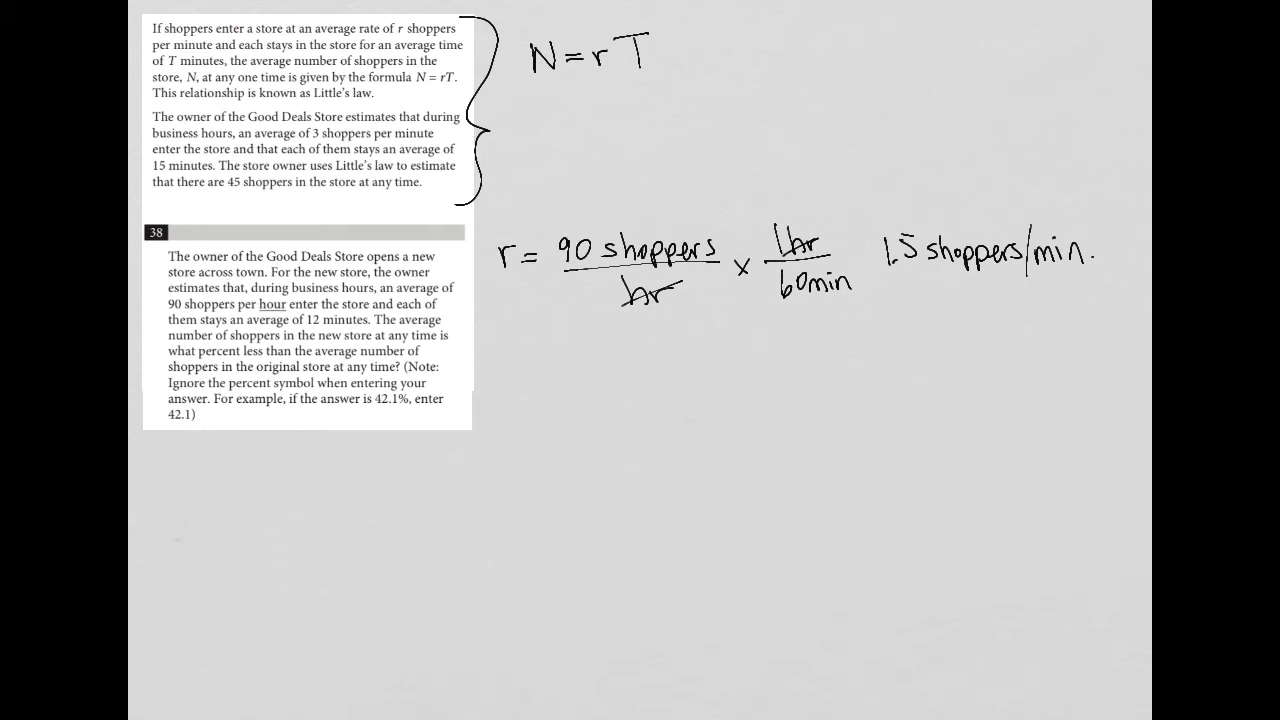 If shoppers enter a store at an average rate of r shoppers
per minute and each stays in the store for an average time
of T minutes, the average number of shoppers in the
store, N, at any one time is given by the formula N = rT.
This relationship is known as Little's law.
The owner of the Good Deals Store estimates that during
business hours, an average of 3 shoppers per minute
enter the store and that each of them stays an average of
15 minutes. The store owner uses Little's law to estimate
that there are 45 shoppers in the store at any time.
N = r T
38
The owner of the Good Deals Store opens a new
store across town. For the new store, the owner
estimates that, during business hours, an average of
90 shoppers per hour enter the store and each of
them stays an average of 12 minutes. The average
number of shoppers in the new store at any time is
what percent less than the average number of
shoppers in the original store at any time? (Note:
Ignore the percent symbol when entering your
answer. For example, if the answer is 42.1%, enter
42.1)
r = 90 shoppers / hr × 1hr / 60min 1.5 shoppers/min.